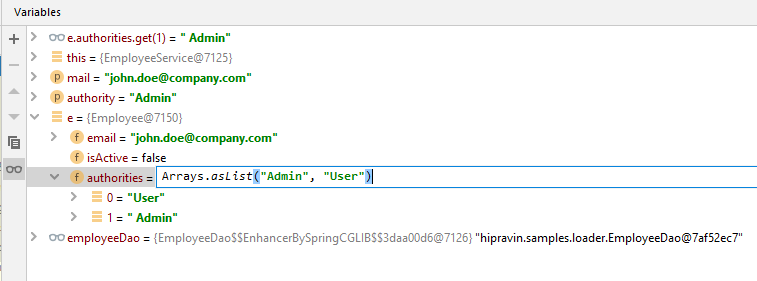 Variables
e.authorities.get(1) = " Admin"
this = {EmployeeService@7125}
p mail = "john.doe@company.com"
p authority = "Admin"
e = {Employee@7150}
f email = "john.doe@company.com"
f isActive = false
f authorities = Arrays.asList("Admin", "User")
0 = "User"
1 = " Admin"
employeeDao = {EmployeeDao$$EnhancerBySpringCGLIB$$3daa00d6@7126} "hipravin.samples.loader.EmployeeDao@7af52ec7"